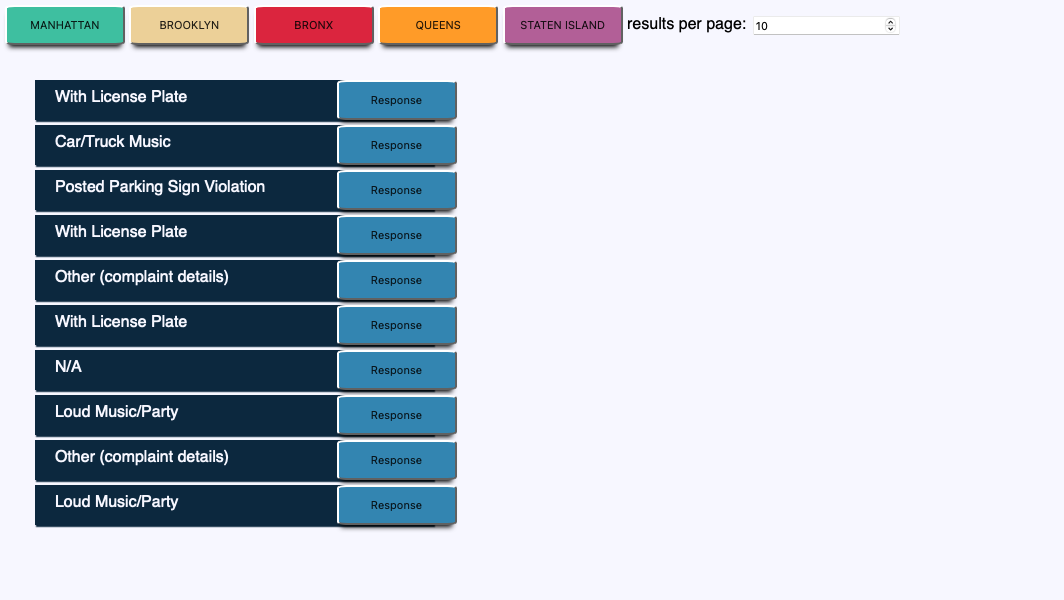 MANHATTAN BROOKLYN BRONX QUEENS STATEN ISLAND results per page: 10
With License Plate Response
Car/Truck Music Response
Posted Parking Sign Violation Response
With License Plate Response
Other (complaint details) Response
With License Plate Response
N/A Response
Loud Music/Party Response
Other (complaint details) Response
Loud Music/Party Response